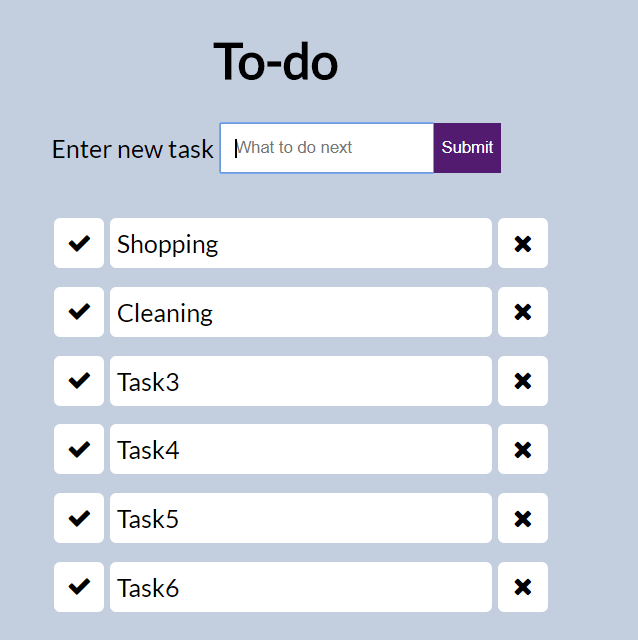 To-do
Enter new task What to do next Submit
Shopping
Cleaning
Task3
Task4
Task5
Task6